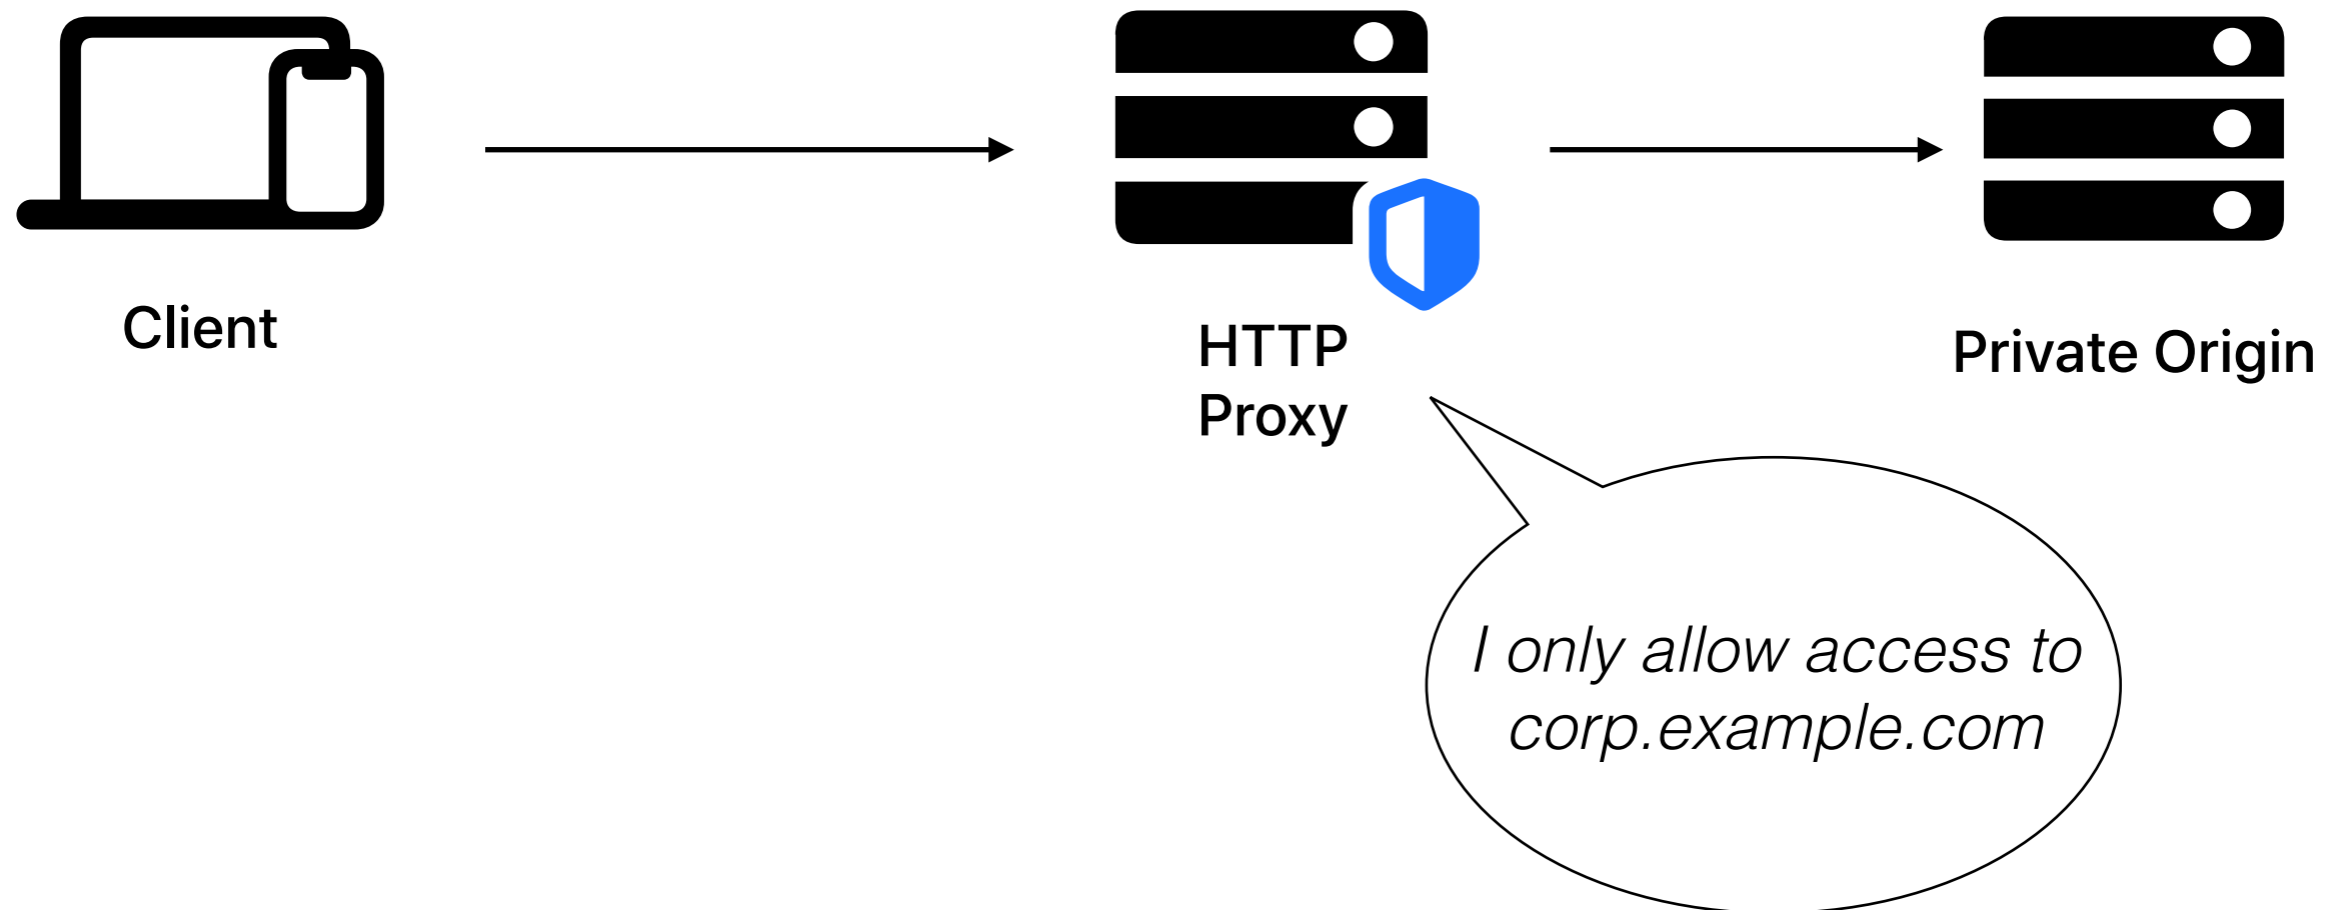 Client
HTTP
Proxy
Private Origin
I only allow access to
corp.example.com